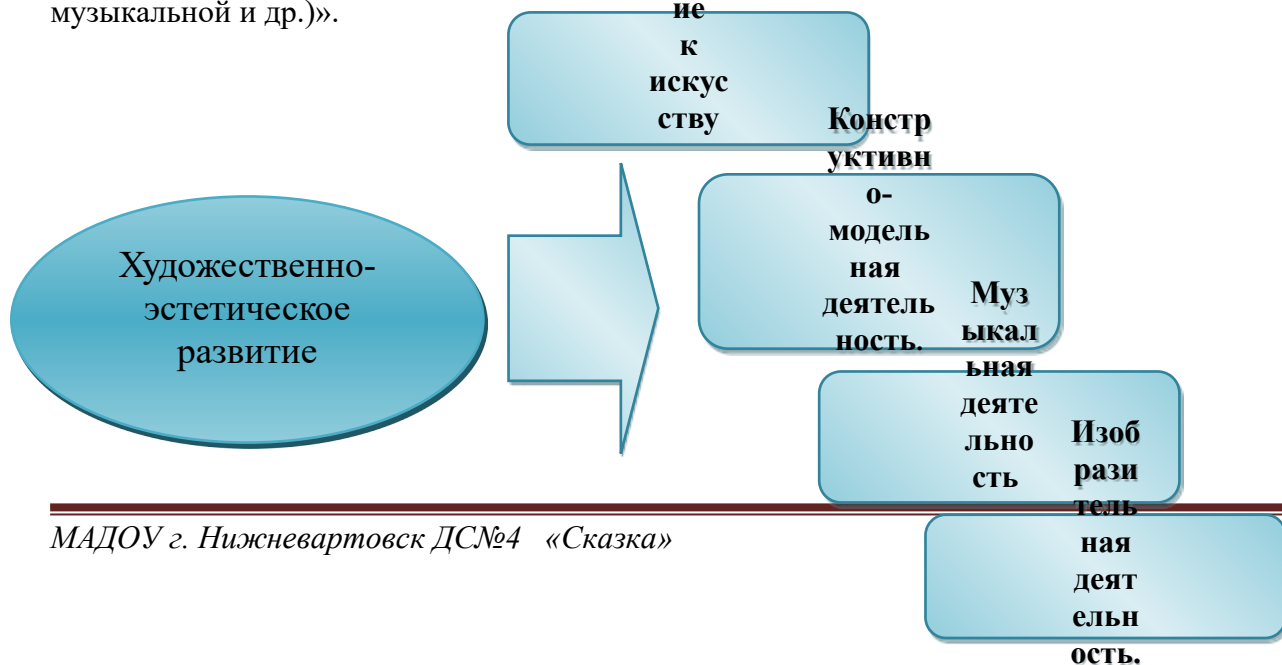 музыкальной и др.)».
ие
к
искус
ству
Констр
уктивн
о-
модель
ная
деятель
ность.
Муз
ыкал
ьная
деяте
льно
сть
Изоб
рази
тель
ная
деят
ельн
ость.
Художественно-
эстетическое
развитие
МАДОУ г. Нижневартовск ДС№4 «Сказка»